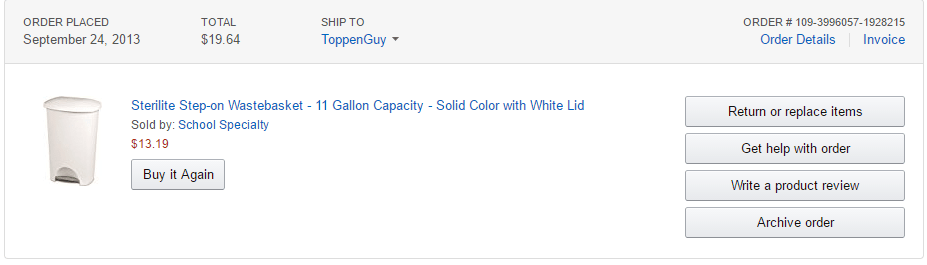 ORDER PLACED
September 24, 2013
TOTAL
$19.64
SHIP TO
ToppenGuy
ORDER # 109-3996057-1928215
Order Details Invoice
Sterilite Step-on Wastebasket - 11 Gallon Capacity - Solid Color with White Lid
Sold by: School Specialty
$13.19
Buy it Again
Return or replace items
Get help with order
Write a product review
Archive order